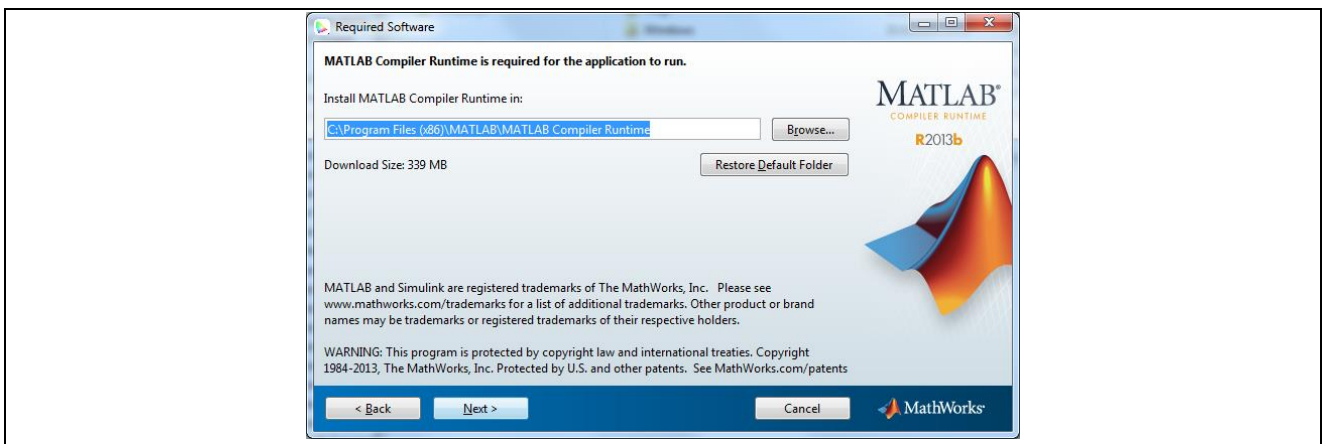 Required Software
MATLAB Compiler Runtime is required for the application to run.
Install MATLAB Compiler Runtime in:
C:\Program Files (x86)\MATLAB\MATLAB Compiler Runtime
Browse...
Download Size: 339 MB
Restore Default Folder
MATLAB®
COMPILER RUNTIME
R2013b
MATLAB and Simulink are registered trademarks of The MathWorks, Inc.   Please see
www.mathworks.com/trademarks for a list of additional trademarks. Other product or brand
names may be trademarks or registered trademarks of their respective holders.
WARNING: This program is protected by copyright law and international treaties. Copyright
1984-2013, The MathWorks, Inc. Protected by U.S. and other patents.  See MathWorks.com/patents
< Back
Next >
Cancel
MathWorks®